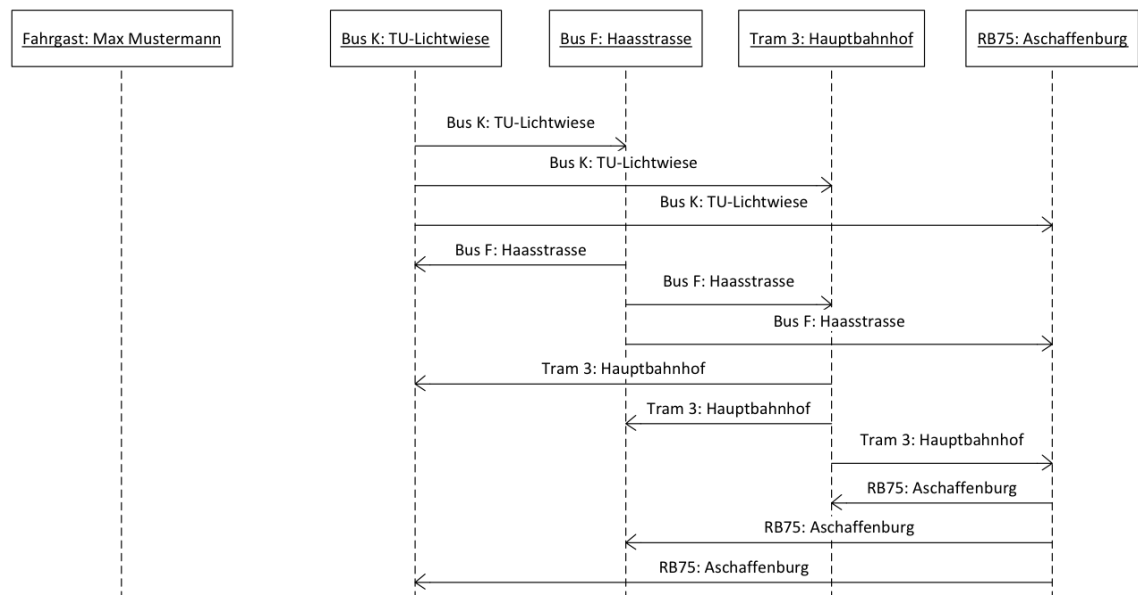 Fahrgast: Max Mustermann
Bus K: TU-Lichtwiese
Bus F: Haasstrasse
Tram 3: Hauptbahnhof
RB75: Aschaffenburg
Bus K: TU-Lichtwiese
Bus K: TU-Lichtwiese
Bus K: TU-Lichtwiese
Bus F: Haasstrasse
Bus F: Haasstrasse
Bus F: Haasstrasse
Tram 3: Hauptbahnhof
Tram 3: Hauptbahnhof
Tram 3: Hauptbahnhof
RB75: Aschaffenburg
RB75: Aschaffenburg
RB75: Aschaffenburg